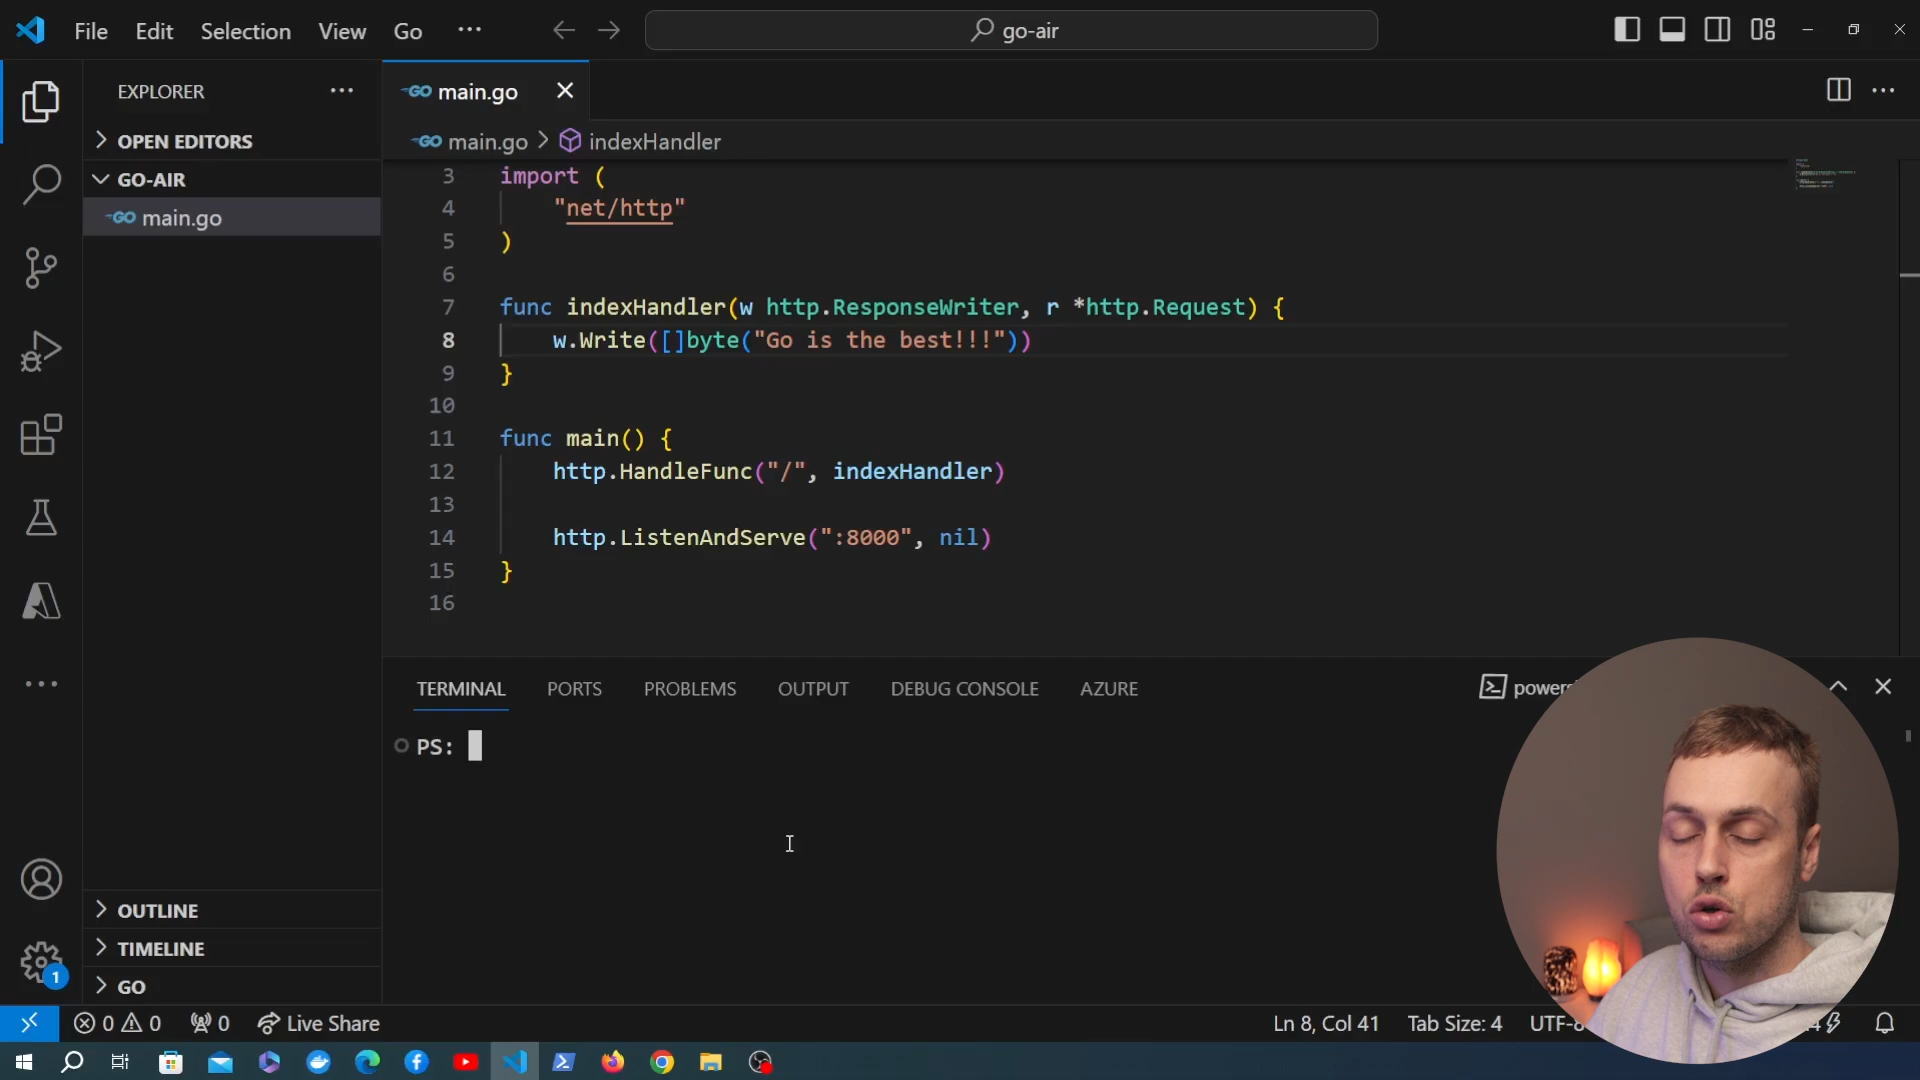 File Edit Selection View Go ··· go-air
EXPLORER ···
OPEN EDITORS
GO-AIR
GO main.go
GO main.go
GO main.go > indexHandler
3 import (
4 "net/http"
5 )
6
7 func indexHandler(w http.ResponseWriter, r *http.Request) {
8 w.Write([]byte("Go is the best!!!"))
9 }
10
11 func main() {
12 http.HandleFunc("/", indexHandler)
13
14 http.ListenAndServe(":8000", nil)
15 }
16
TERMINAL PORTS PROBLEMS OUTPUT DEBUG CONSOLE AZURE
PS:
OUTLINE
TIMELINE
GO
1
0 0 0 Live Share Ln 8, Col 41 Tab Size: 4